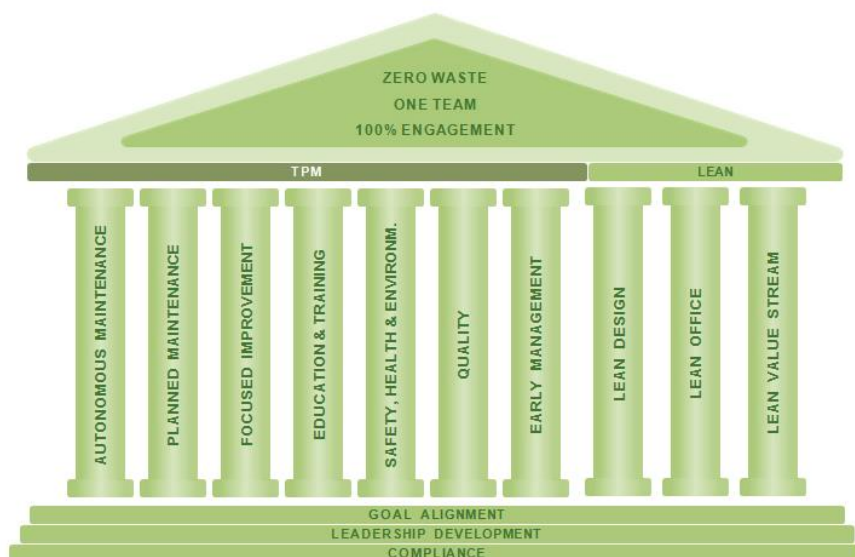 ZERO WASTE
ONE TEAM
100% ENGAGEMENT
TPM
LEAN
AUTONOMOUS MAINTENANCE
PLANNED MAINTENANCE
FOCUSED IMPROVEMENT
EDUCATION & TRAINING
SAFETY, HEALTH & ENVIRONM.
QUALITY
EARLY MANAGEMENT
LEAN DESIGN
LEAN OFFICE
LEAN VALUE STREAM
GOAL ALIGNMENT
LEADERSHIP DEVELOPMENT
COMPLIANCE